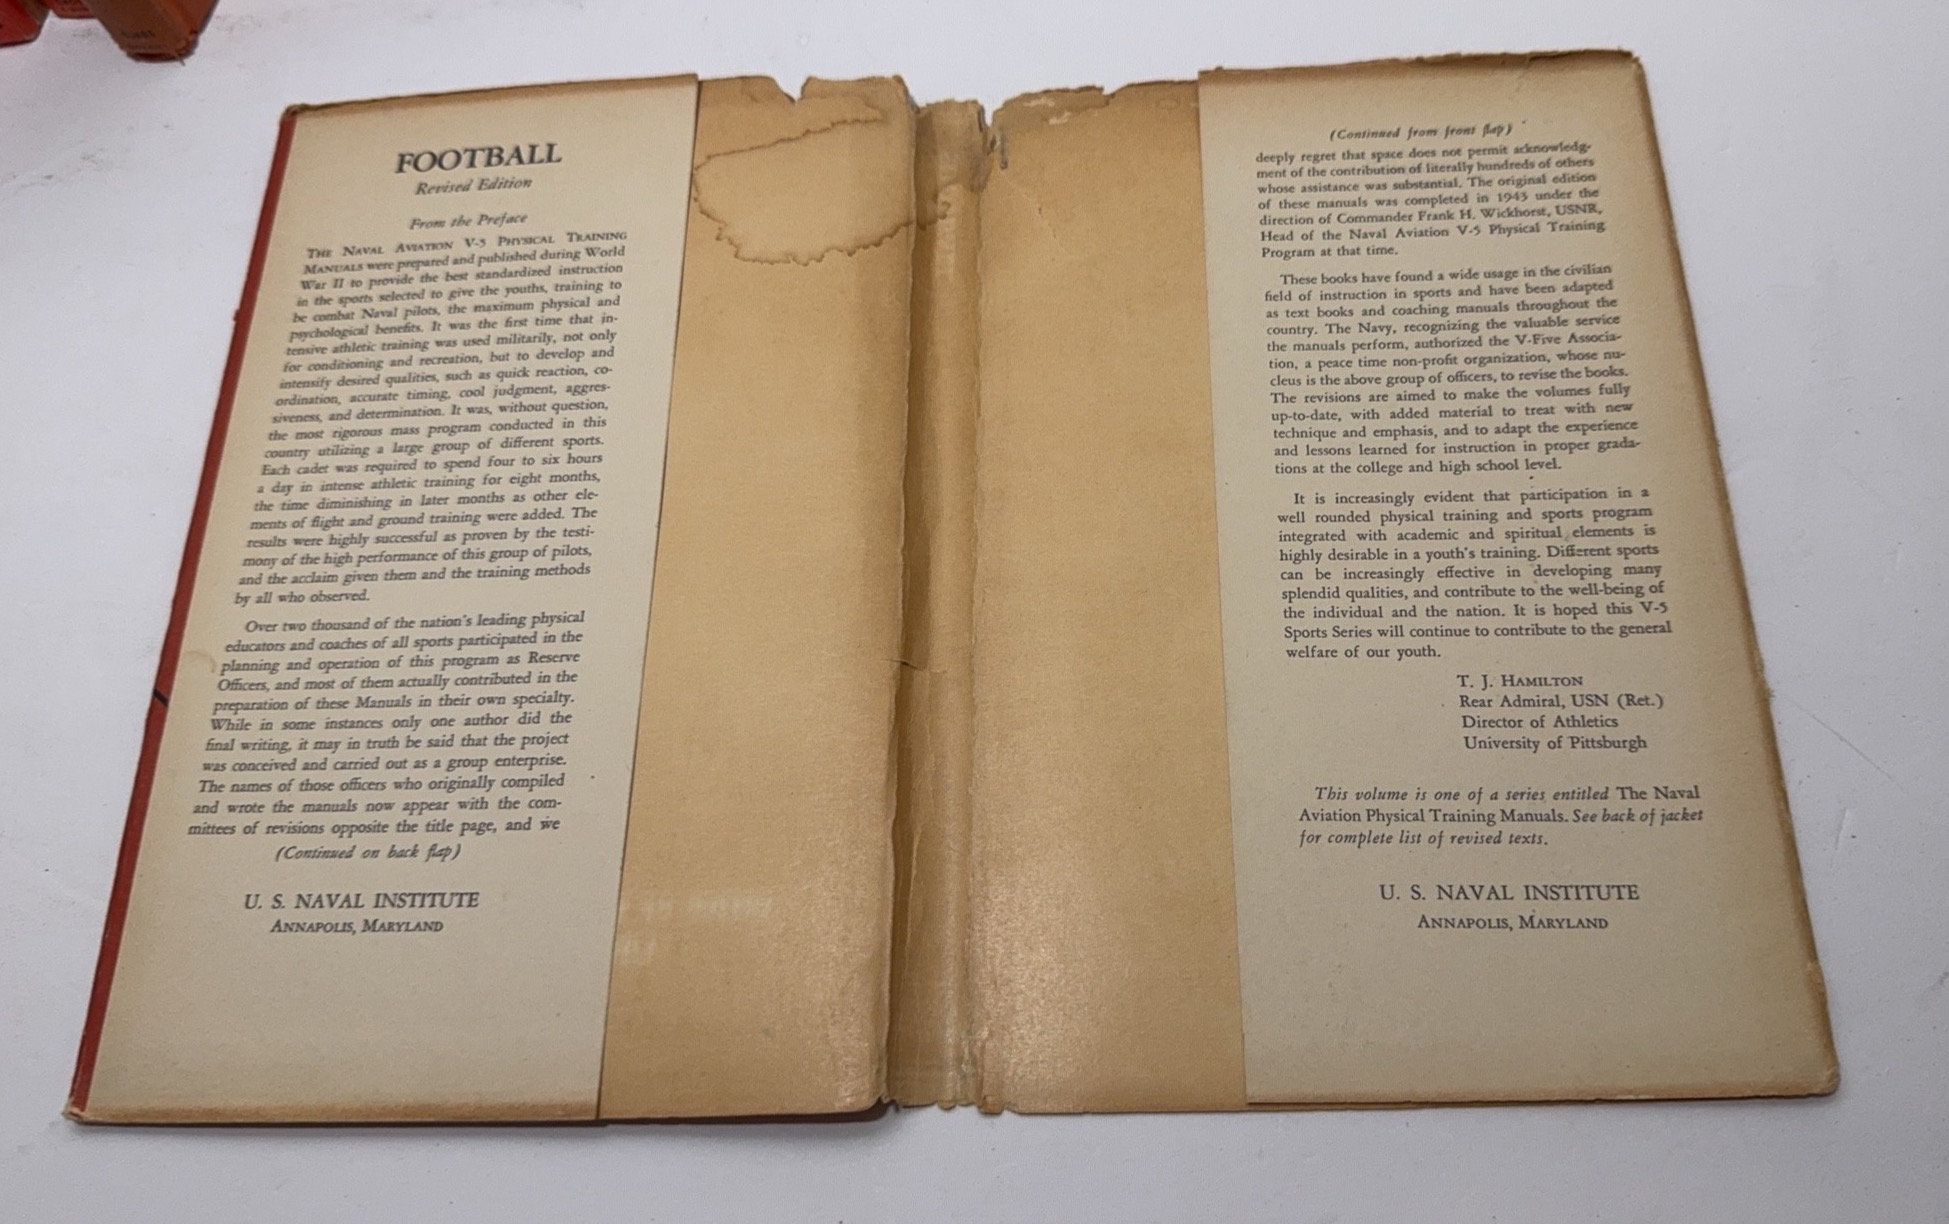 FOOTBALL
Revised Edition
From the Preface
THE NAVAL AVIATION V-5 PHYSICAL TRAINING
MANUALS were prepared and published during World
War II to provide the best standardized instruction
in the sports selected to give the youths, training to
be combat Naval pilots, the maximum physical and
psychological benefits. It was the first time that in-
tensive athletic training was used militarily, not only
for conditioning and recreation, but to develop and
intensify desired qualities, such as quick reaction, co-
ordination, accurate timing, cool judgment, aggres-
siveness, and determination. It was, without question,
the most rigorous mass program conducted in this
country utilizing a large group of different sports.
Each cadet was required to spend four to six hours
a day in intense athletic training for eight months,
the time diminishing in later months as other ele-
ments of flight and ground training were added. The
results were highly successful as proven by the testi-
mony of the high performance of this group of pilots,
and the acclaim given them and the training methods
by all who observed.
Over two thousand of the nation's leading physical
educators and coaches of all sports participated in the
planning and operation of this program as Reserve
Officers, and most of them actually contributed in the
preparation of these Manuals in their own specialty.
While in some instances only one author did the
final writing, it may in truth be said that the project
was conceived and carried out as a group enterprise.
The names of those officers who originally compiled
and wrote the manuals now appear with the com-
mittees of revisions opposite the title page, and we
(Continued on back flap)
U. S. NAVAL INSTITUTE
ANNAPOLIS, MARYLAND
(Continued from front flap)
deeply regret that space does not permit acknowledg-
ment of the contribution of literally hundreds of others
whose assistance was substantial. The original edition
of these manuals was completed in 1943 under the
direction of Commander Frank H. Wickhorst, USNR,
Head of the Naval Aviation V-5 Physical Training
Program at that time.
These books have found a wide usage in the civilian
field of instruction in sports and have been adapted
as text books and coaching manuals throughout the
country. The Navy, recognizing the valuable service
the manuals perform, authorized the V-Five Associa-
tion, a peace time non-profit organization, whose nu-
cleus is the above group of officers, to revise the books.
The revisions are aimed to make the volumes fully
up-to-date, with added material to treat with new
technique and emphasis, and to adapt the experience
and lessons learned for instruction in proper grada-
tions at the college and high school level.
It is increasingly evident that participation in a
well rounded physical training and sports program
integrated with academic and spiritual elements is
highly desirable in a youth's training. Different sports
can be increasingly effective in developing many
splendid qualities, and contribute to the well-being of
the individual and the nation. It is hoped this V-5
Sports Series will continue to contribute to the general
welfare of our youth.
T. J. HAMILTON
Rear Admiral, USN (Ret.)
Director of Athletics
University of Pittsburgh
This volume is one of a series entitled The Naval
Aviation Physical Training Manuals. See back of jacket
for complete list of revised texts.
U. S. NAVAL INSTITUTE
ANNAPOLIS, MARYLAND